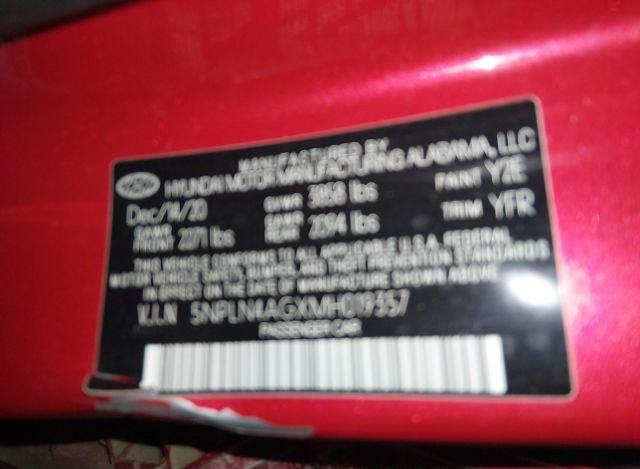 MANUFACTURED BY
HYUNDAI MOTOR MANUFACTURING ALABAMA, LLC
Dec/14/20 GVWR 3858 lbs PAINT Y2E
GAWR FRONT 2271 lbs GAWR REAR 2394 lbs TRIM YFR
THIS VEHICLE CONFORMS TO ALL APPLICABLE U.S.A. FEDERAL
MOTOR VEHICLE SAFETY, BUMPER, AND THEFT PREVENTION STANDARDS
IN EFFECT ON THE DATE OF MANUFACTURE SHOWN ABOVE
V.I.N 5NPLN4AGXMH019357
PASSENGER CAR